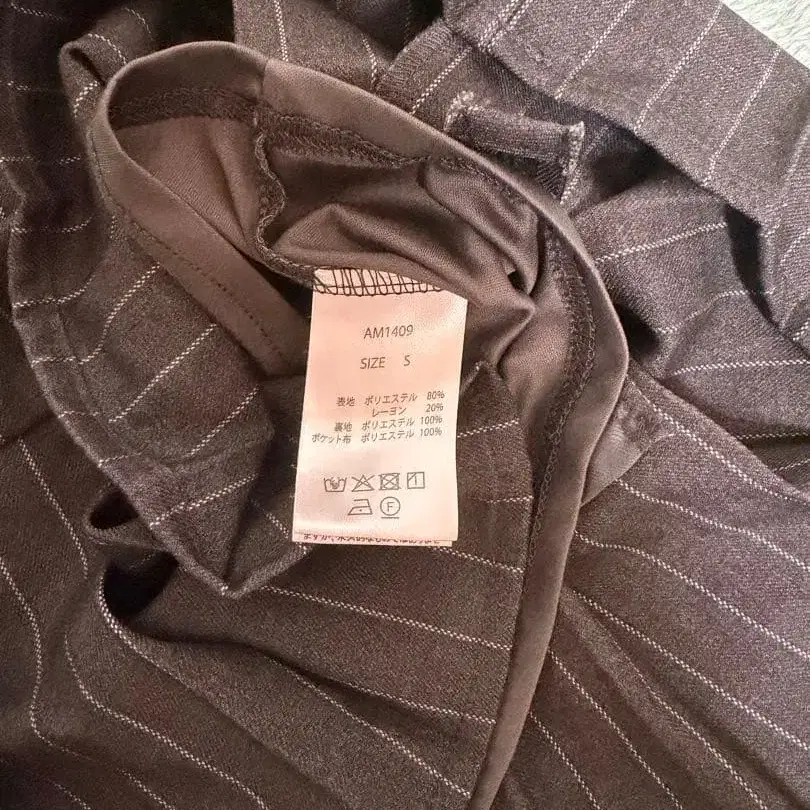 AM1409
SIZE S
表地 ポリエステル 80%
レーヨン 20%
裏地 ポリエステル 100%
ポケット布 ポリエステル 100%
F